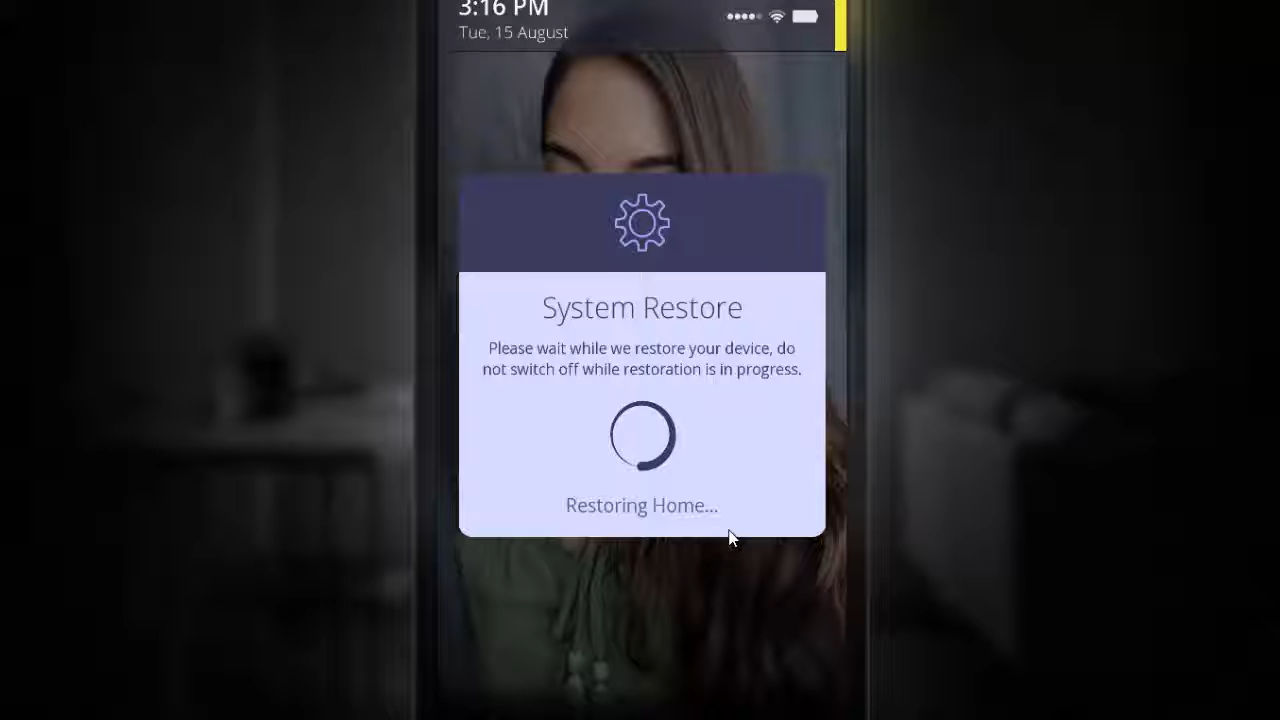 3:16 PM
Tue, 15 August
System Restore
Please wait while we restore your device, do
not switch off while restoration is in progress.
Restoring Home...